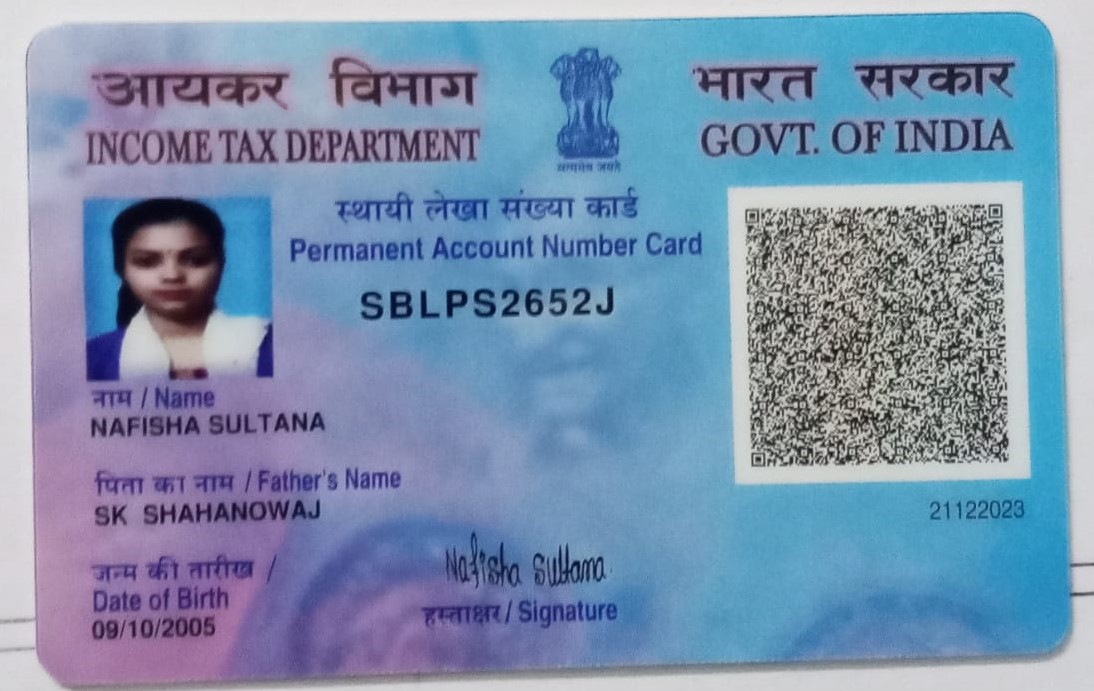 आयकर विभाग
INCOME TAX DEPARTMENT
भारत सरकार
GOVT. OF INDIA
सत्यमेव जयते
स्थायी लेखा संख्या कार्ड
Permanent Account Number Card
SBLPS2652J
नाम / Name
NAFISHA SULTANA
पिता का नाम / Father's Name
SK SHAHANOWAJ
21122023
जन्म की तारीख /
Date of Birth
09/10/2005
Nafisha Sultana
हस्ताक्षर / Signature